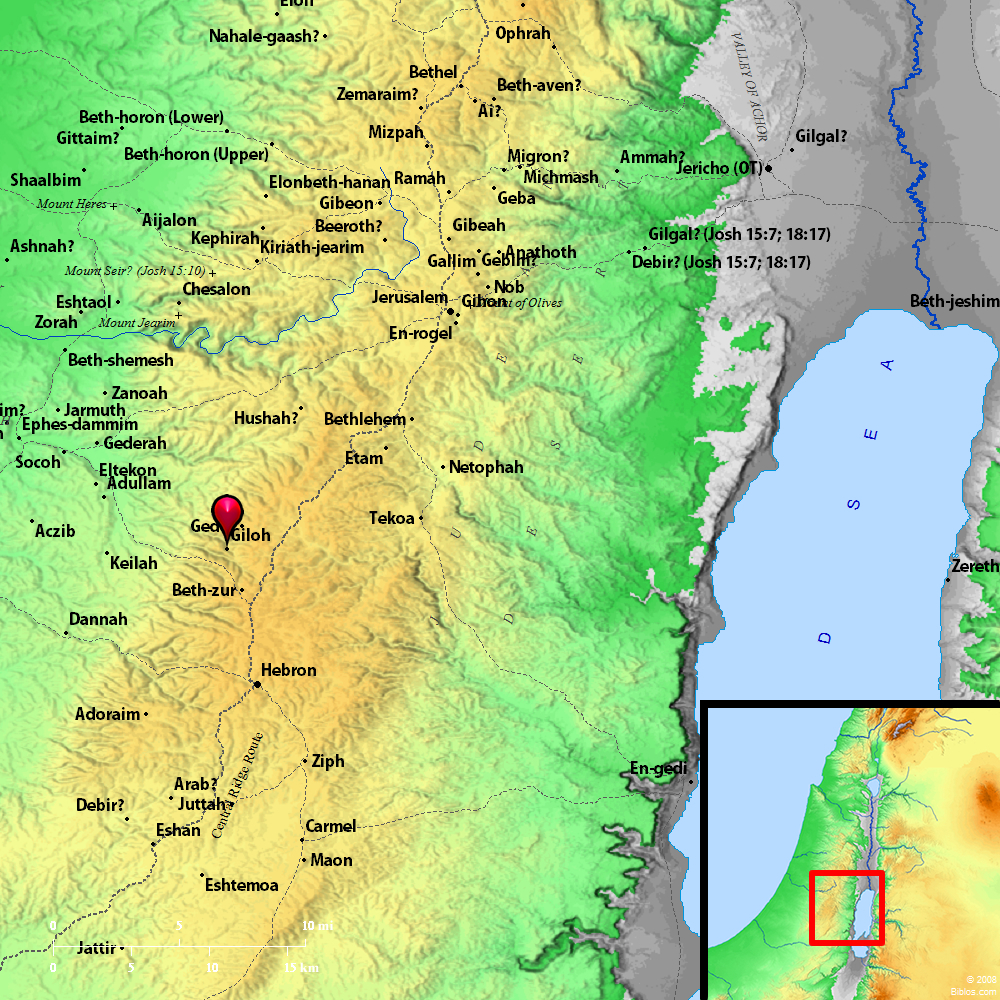 Elon
Nahale-gaash?
Ophrah
VALLEY OF ACHOR
Bethel
Beth-aven?
Zemaraim?
Ai?
Beth-horon (Lower)
Gittaim?
Mizpah
Gilgal?
Beth-horon (Upper)
Migron?
Ammah?
Jericho (OT)
Shaalbim
Elonbeth-hanan
Ramah
Michmash
Mount Heres
Gibeon
Geba
Aijalon
Beeroth?
Gibeah
Gilgal? (Josh 15:7; 18:17)
Ashnah?
Kephirah
Kiriath-jearim
Anathoth
Gallim
Gebim?
Debir? (Josh 15:7; 18:17)
Mount Seir? (Josh 15:10)
Chesalon
Nob
Eshtaol
Jerusalem
Gihon
of Olives
Beth-jeshim
Zorah
Mount Jearim
En-rogel
Beth-shemesh
Zanoah
im?
Jarmuth
Hushah?
Bethlehem
Ephes-dammim
Gederah
Socoh
Etam
Netophah
Eltekon
Adullam
Ged
Giloh
Tekoa
Aczib
Keilah
Zereth
Beth-zur
Dannah
JUDE
DESER
DSEA
Hebron
Adoraim
Central Ridge Route
Ziph
En-gedi
Arab?
Juttah
Debir?
Eshan
Carmel
Maon
Eshtemoa
0 5 10 mi
Jattir
0 5 10 15 km
© 2008
Biblos.com